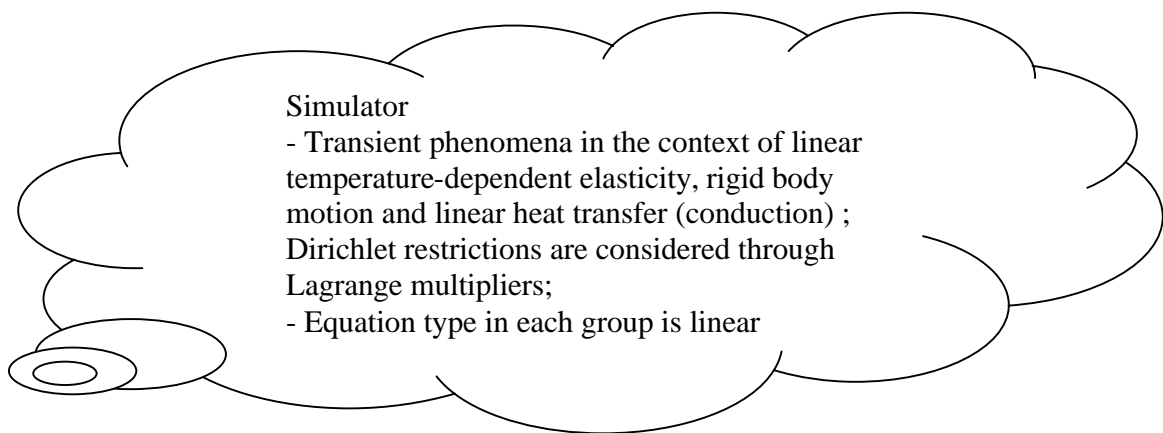 Simulator
- Transient phenomena in the context of linear
temperature-dependent elasticity, rigid body
motion and linear heat transfer (conduction) ;
Dirichlet restrictions are considered through
Lagrange multipliers;
- Equation type in each group is linear